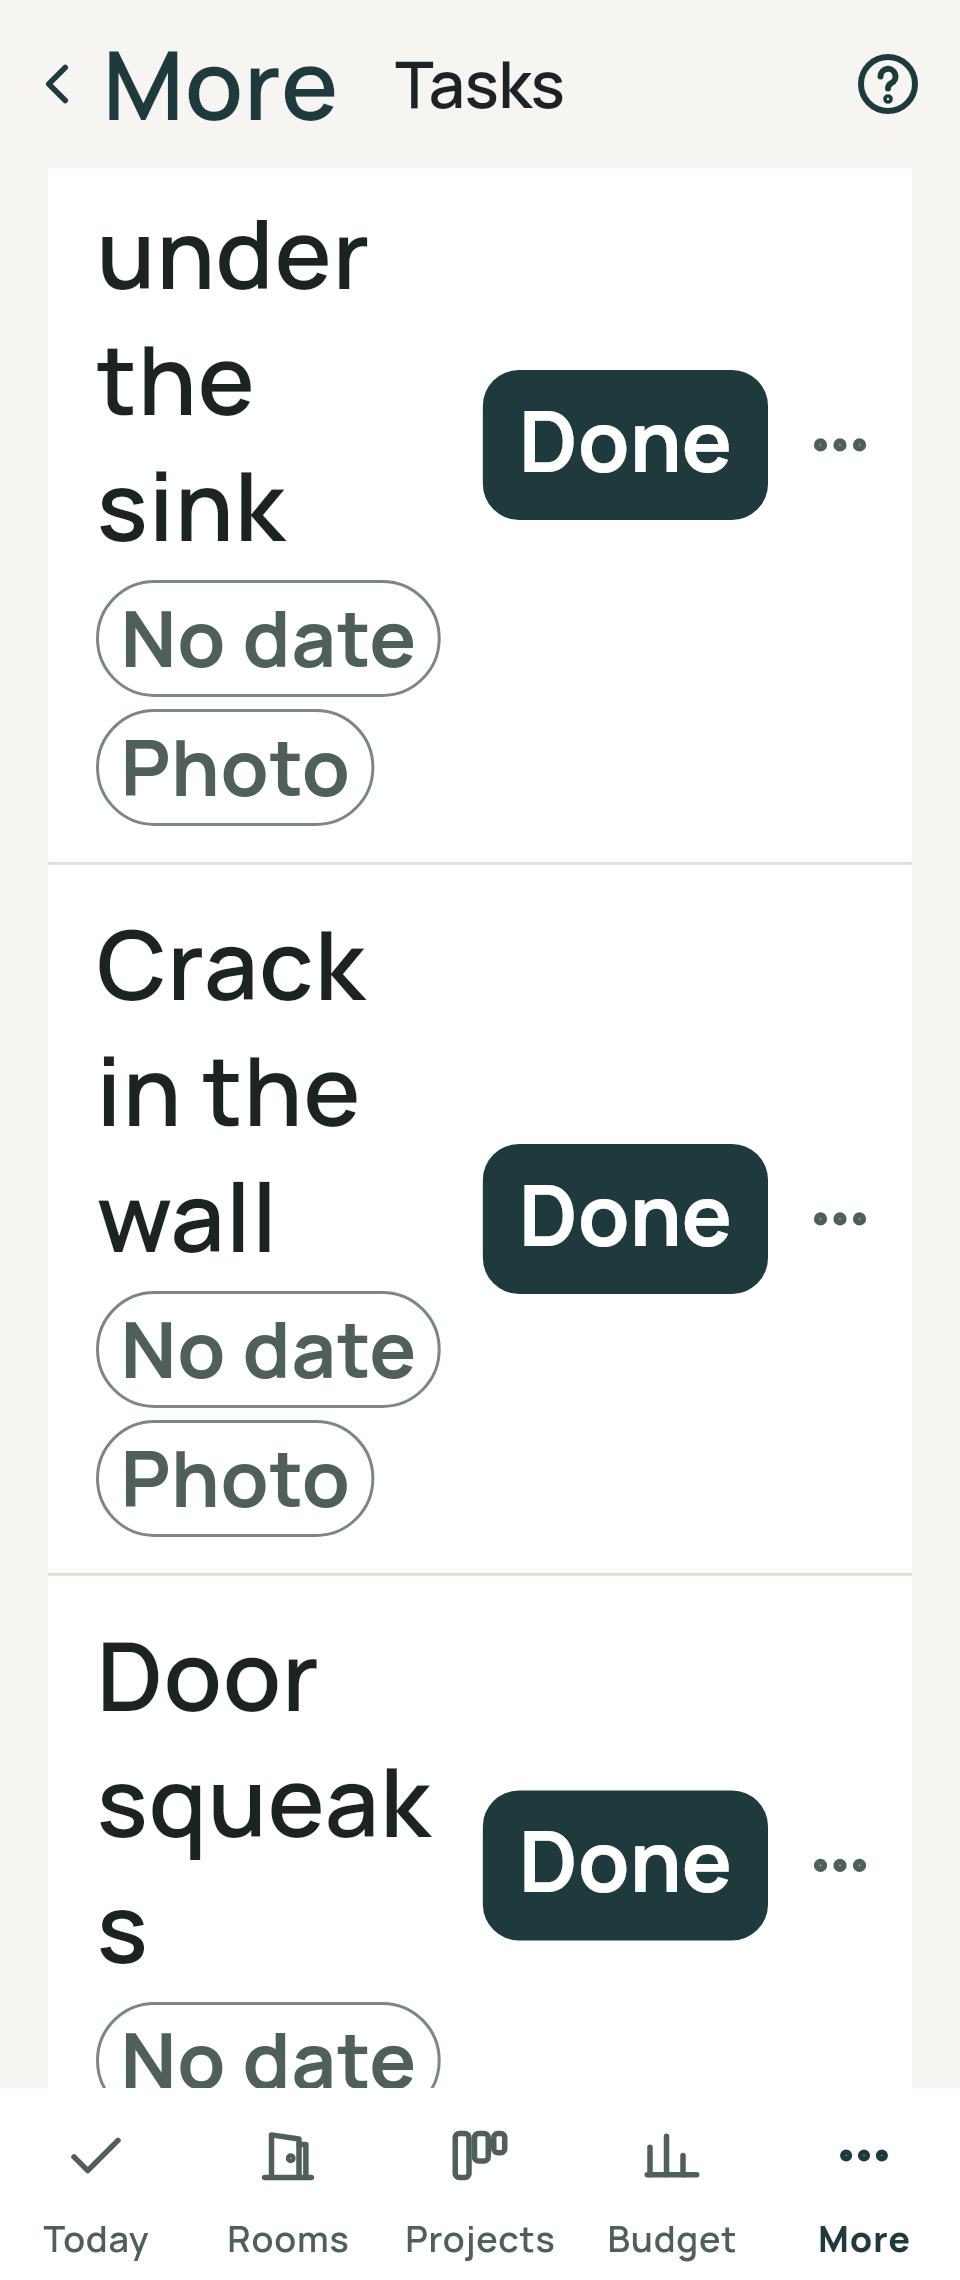 More Tasks
under
the
sink
Done
No date
Photo
Crack
in the
wall
Done
No date
Photo
Door
squeak
s
Done
No date
Today Rooms Projects Budget More